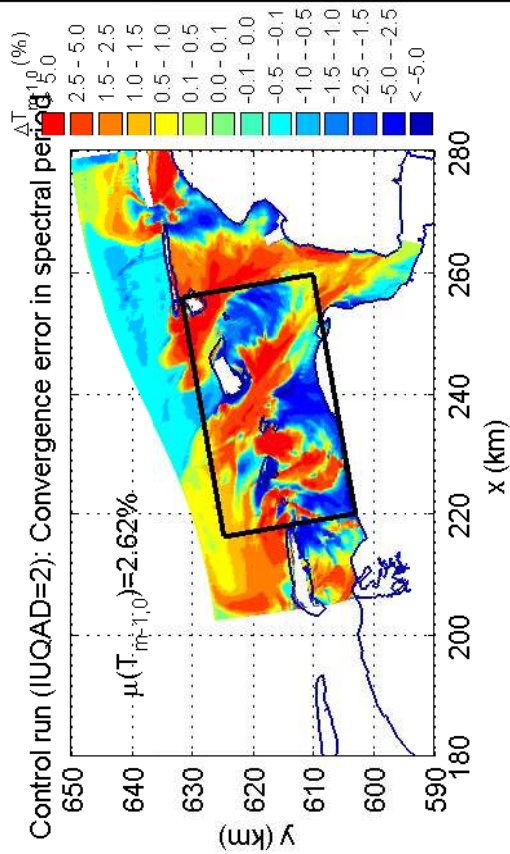 Control run (IUQAD=2): Convergence error in spectral period
ΔT_{m-1,0} (%)
5.0
2.5 - 5.0
1.5 - 2.5
1.0 - 1.5
0.5 - 1.0
0.1 - 0.5
0.0 - 0.1
-0.1 - -0.0
-0.5 - -0.1
-1.0 - -0.5
-1.5 - -1.0
-2.5 - -1.5
-5.0 - -2.5
< -5.0
μ(T_{m-1,0})=2.62%
650
640
630
620
610
600
590
y (km)
180 200 220 240 260 280
x (km)